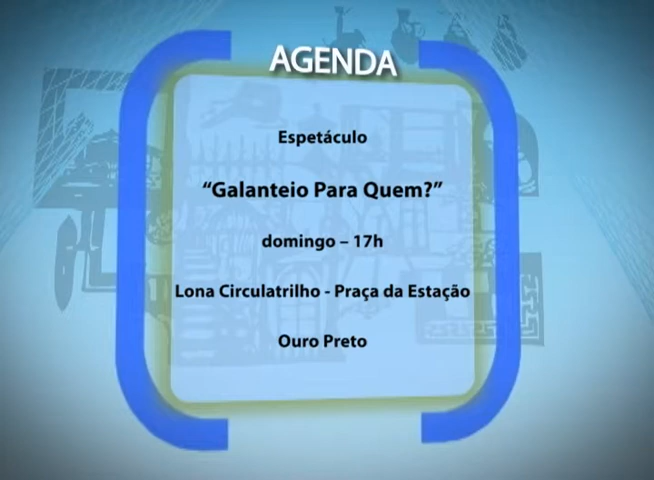 AGENDA
Espetáculo
“Galanteio Para Quem?”
domingo – 17h
Lona Circulatrilho - Praça da Estação
Ouro Preto